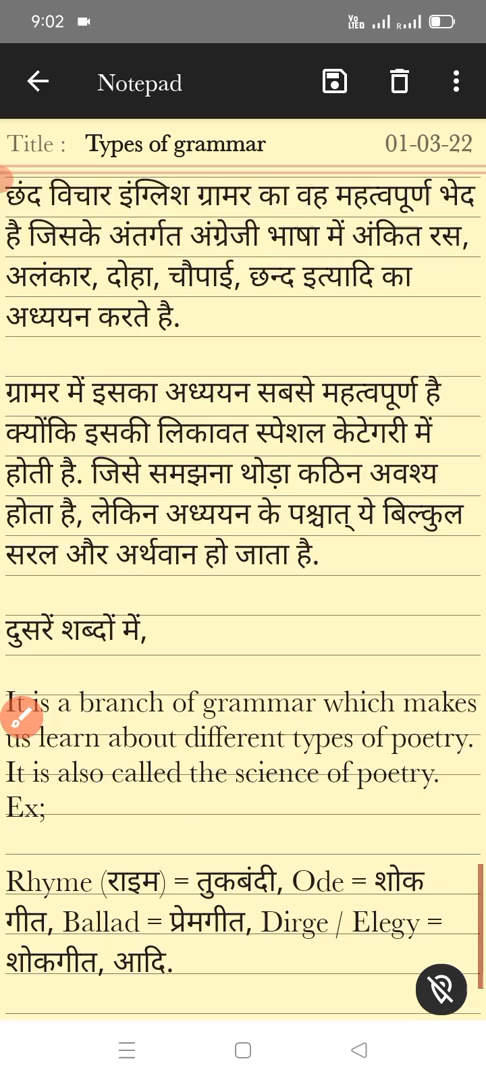 9:02
Vo LTED R
Notepad
Title : Types of grammar 01-03-22
छंद विचार इंग्लिश ग्रामर का वह महत्वपूर्ण भेद
है जिसके अंतर्गत अंग्रेजी भाषा में अंकित रस,
अलंकार, दोहा, चौपाई, छन्द इत्यादि का
अध्ययन करते है.
ग्रामर में इसका अध्ययन सबसे महत्वपूर्ण है
क्योंकि इसकी लिकावत स्पेशल केटेगरी में
होती है. जिसे समझना थोड़ा कठिन अवश्य
होता है, लेकिन अध्ययन के पश्चात् ये बिल्कुल
सरल और अर्थवान हो जाता है.
दुसरें शब्दों में,
It is a branch of grammar which makes
us learn about different types of poetry.
It is also called the science of poetry.
Ex;
Rhyme (राइम) = तुकबंदी, Ode = शोक
गीत, Ballad = प्रेमगीत, Dirge / Elegy =
शोकगीत, आदि.